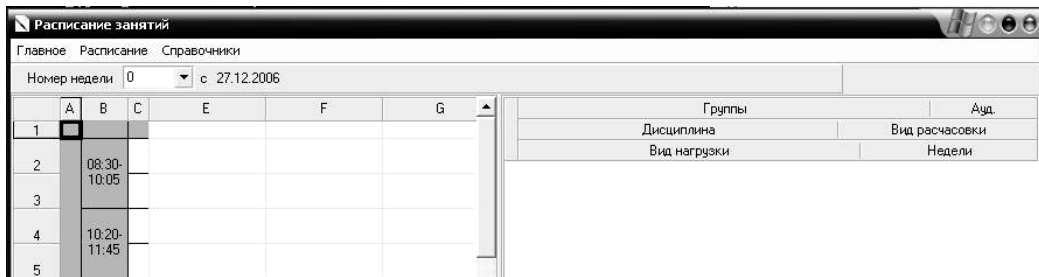 Расписание занятий
Главное Расписание Справочники
Номер недели 0 с 27.12.2006
A B C E F G
Группы Ауд.
1
Дисциплина Вид расчасовки
Вид нагрузки Недели
2 08:30-
10:05
3
4 10:20-
11:45
5